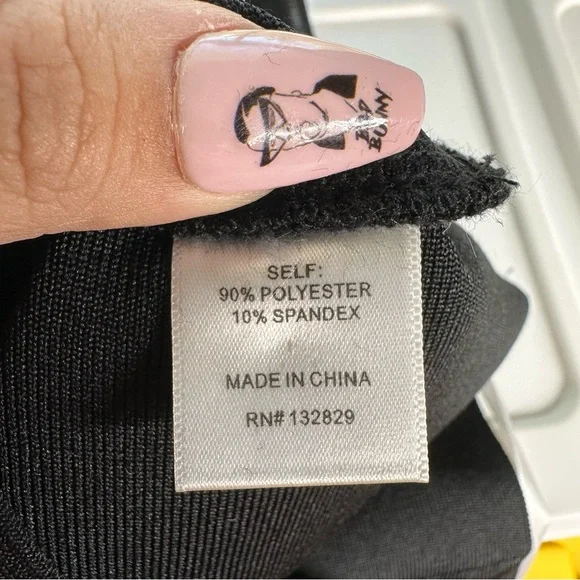 BAD
BUNNY
SELF:
90% POLYESTER
10% SPANDEX
MADE IN CHINA
RN# 132829